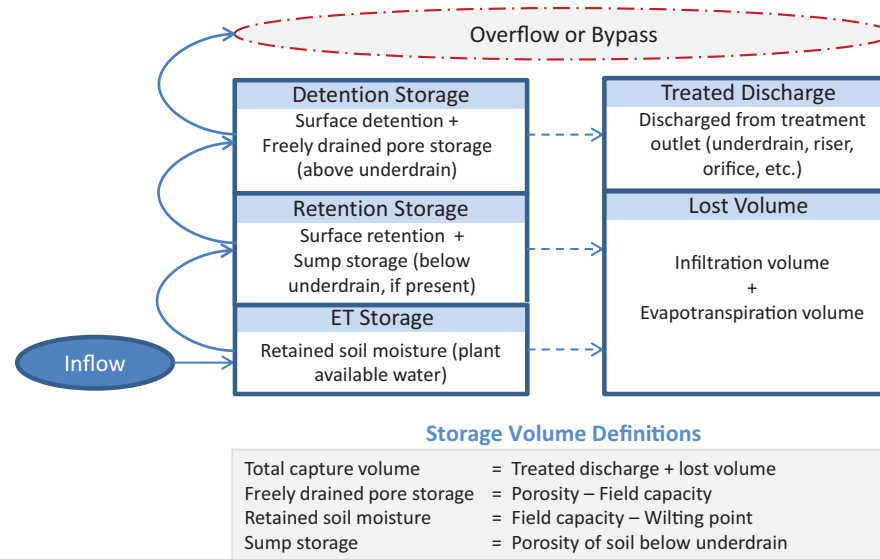 Overflow or Bypass
Detention Storage
Surface detention +
Freely drained pore storage
(above underdrain)
Treated Discharge
Discharged from treatment
outlet (underdrain, riser,
orifice, etc.)
Retention Storage
Surface retention +
Sump storage (below
underdrain, if present)
Lost Volume
Infiltration volume
+
Evapotranspiration volume
ET Storage
Retained soil moisture (plant
available water)
Inflow
Storage Volume Definitions
Total capture volume = Treated discharge + lost volume
Freely drained pore storage = Porosity – Field capacity
Retained soil moisture = Field capacity – Wilting point
Sump storage = Porosity of soil below underdrain